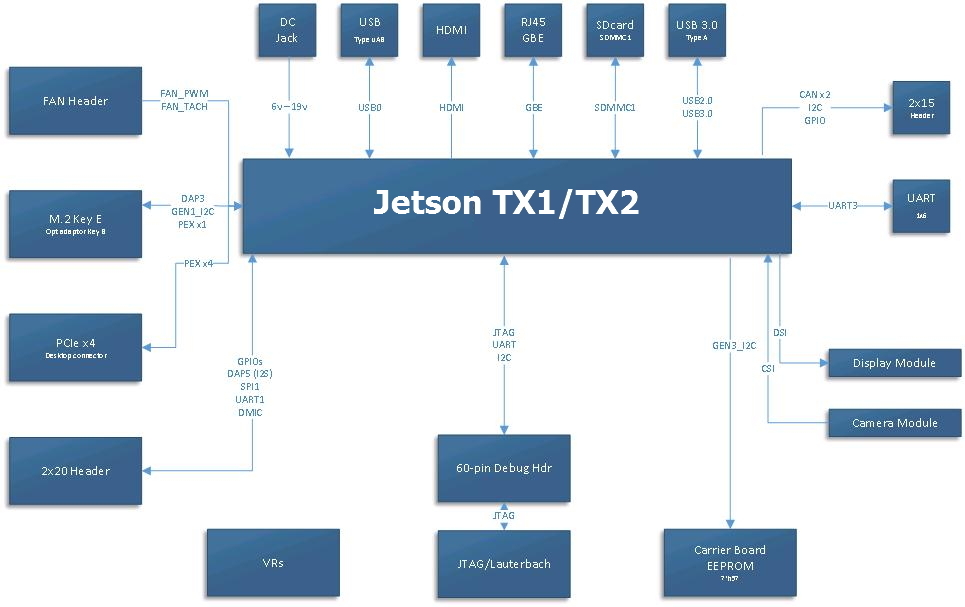 DC
Jack
USB
Type uAB
HDMI
RJ45
GBE
SDcard
SDMMC1
USB 3.0
Type A
FAN Header
FAN_PWM
FAN_TACH
6v—19v
USB0
HDMI
GBE
SDMMC1
USB2.0
USB3.0
CAN x2
I2C
GPIO
2x15
Header
Jetson TX1/TX2
M.2 Key E
Opt adaptor Key B
DAP3
GEN1_I2C
PEX x1
UART3
UART
1x6
PEX x4
PCIe x4
Desktop connector
JTAG
UART
I2C
GEN3_I2C
DSI
CSI
Display Module
GPIOs
DAP5 (I2S)
SPI1
UART1
DMIC
Camera Module
2x20 Header
60-pin Debug Hdr
JTAG
VRs
JTAG/Lauterbach
Carrier Board
EEPROM